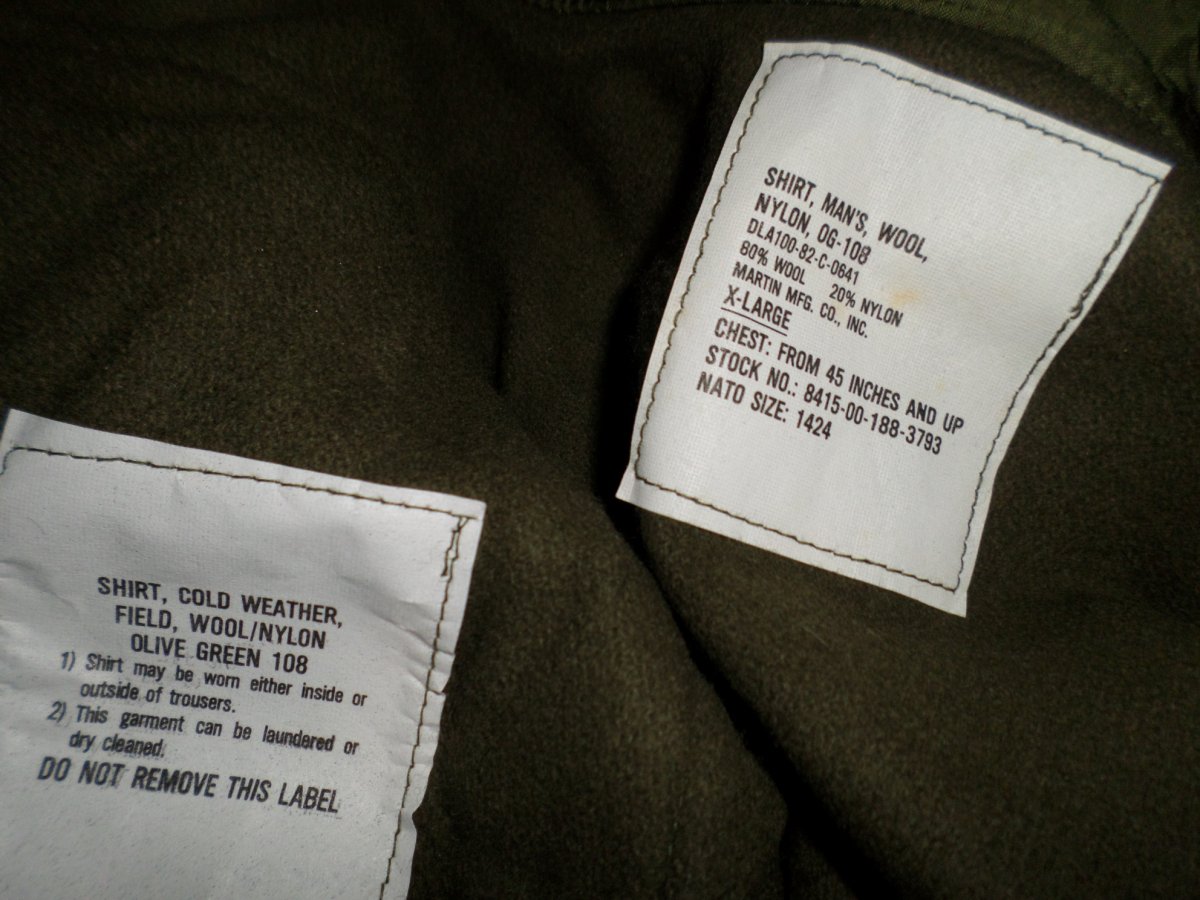 SHIRT, MAN'S, WOOL,
NYLON, OG-108
DLA100-82-C-0641
80% WOOL 20% NYLON
MARTIN MFG. CO., INC.
X-LARGE
CHEST: FROM 45 INCHES AND UP
STOCK NO.: 8415-00-188-3793
NATO SIZE: 1424
SHIRT, COLD WEATHER,
FIELD, WOOL/NYLON
OLIVE GREEN 108
1) Shirt may be worn either inside or
outside of trousers.
2) This garment can be laundered or
dry cleaned.
DO NOT REMOVE THIS LABEL